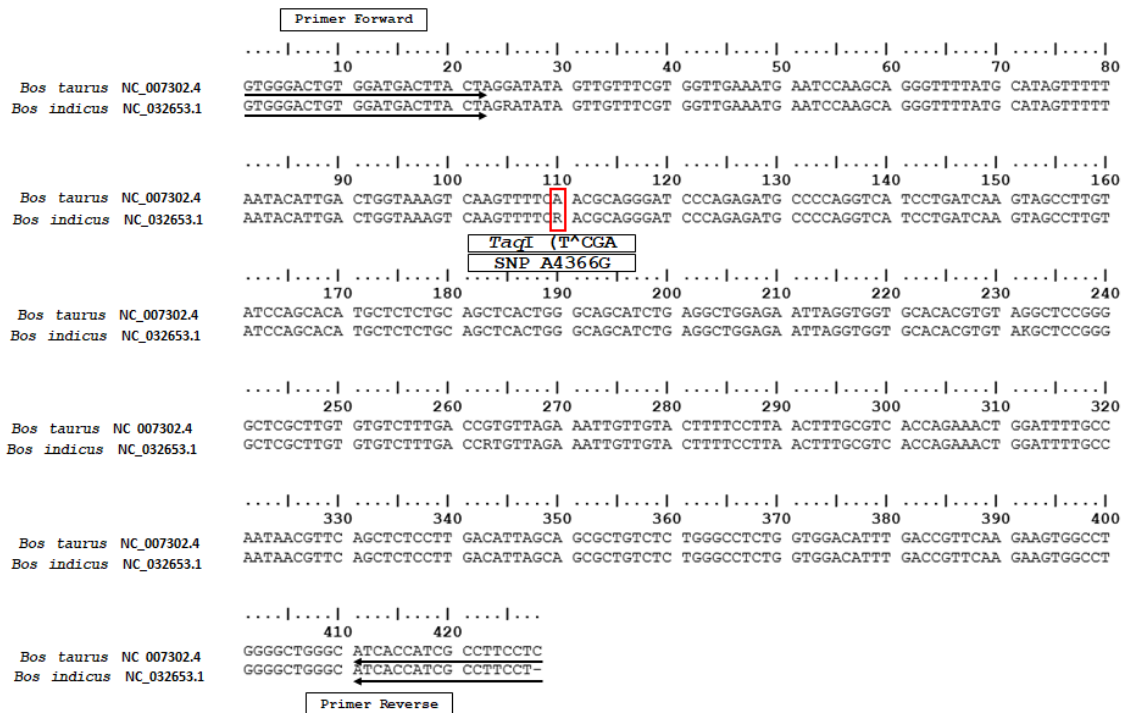 Primer Forward
....|....| ....|....| ....|....| ....|....| ....|....| ....|....| ....|....| ....|....|
10 20 30 40 50 60 70 80
Bos taurus NC_007302.4 GTGGGACTGT GGATGACTTA CTAGGATATA GTTGTTTCGT GGTTGAAATG AATCCAAGCA GGGTTTTATG CATAGTTTTT
Bos indicus NC_032653.1 GTGGGACTGT GGATGACTTA CTAGRATATA GTTGTTTCGT GGTTGAAATG AATCCAAGCA GGGTTTTATG CATAGTTTTT
....|....| ....|....| ....|....| ....|....| ....|....| ....|....| ....|....| ....|....|
90 100 110 120 130 140 150 160
Bos taurus NC_007302.4 AATACATTGA CTGGTAAAGT CAAGTTTTCA ACGCAGGGAT CCCAGAGATG CCCCAGGTCA TCCTGATCAA GTAGCCTTGT
Bos indicus NC_032653.1 AATACATTGA CTGGTAAAGT CAAGTTTTCR ACGCAGGGAT CCCAGAGATG CCCCAGGTCA TCCTGATCAA GTAGCCTTGT
TaqI (T^CGA
SNP A4366G
....|....| ....|....| ....|....| ....|....| ....|....| ....|....| ....|....| ....|....|
170 180 190 200 210 220 230 240
Bos taurus NC_007302.4 ATCCAGCACA TGCTCTCTGC AGCTCACTGG GCAGCATCTG AGGCTGGAGA ATTAGGTGGT GCACACGTGT AGGCTCCGGG
Bos indicus NC_032653.1 ATCCAGCACA TGCTCTCTGC AGCTCACTGG GCAGCATCTG AGGCTGGAGA ATTAGGTGGT GCACACGTGT AKGCTCCGGG
....|....| ....|....| ....|....| ....|....| ....|....| ....|....| ....|....| ....|....|
250 260 270 280 290 300 310 320
Bos taurus NC 007302.4 GCTCGCTTGT GTGTCTTTGA CCGTGTTAGA AATTGTTGTA CTTTTCCTTA ACTTTGCGTC ACCAGAAACT GGATTTTGCC
Bos indicus NC_032653.1 GCTCGCTTGT GTGTCTTTGA CCRTGTTAGA AATTGTTGTA CTTTTCCTTA ACTTTGCGTC ACCAGAAACT GGATTTTGCC
....|....| ....|....| ....|....| ....|....| ....|....| ....|....| ....|....| ....|....|
330 340 350 360 370 380 390 400
Bos taurus NC_007302.4 AATAACGTTC AGCTCTCCTT GACATTAGCA GCGCTGTCTC TGGGCCTCTG GTGGACATTT GACCGTTCAA GAAGTGGCCT
Bos indicus NC_032653.1 AATAACGTTC AGCTCTCCTT GACATTAGCA GCGCTGTCTC TGGGCCTCTG GTGGACATTT GACCGTTCAA GAAGTGGCCT
....|....| ....|....| ....|...
410 420
Bos taurus NC 007302.4 GGGGCTGGGC ATCACCATCG CCTTCCTC
Bos indicus NC_032653.1 GGGGCTGGGC ATCACCATCG CCTTCCT-
Primer Reverse